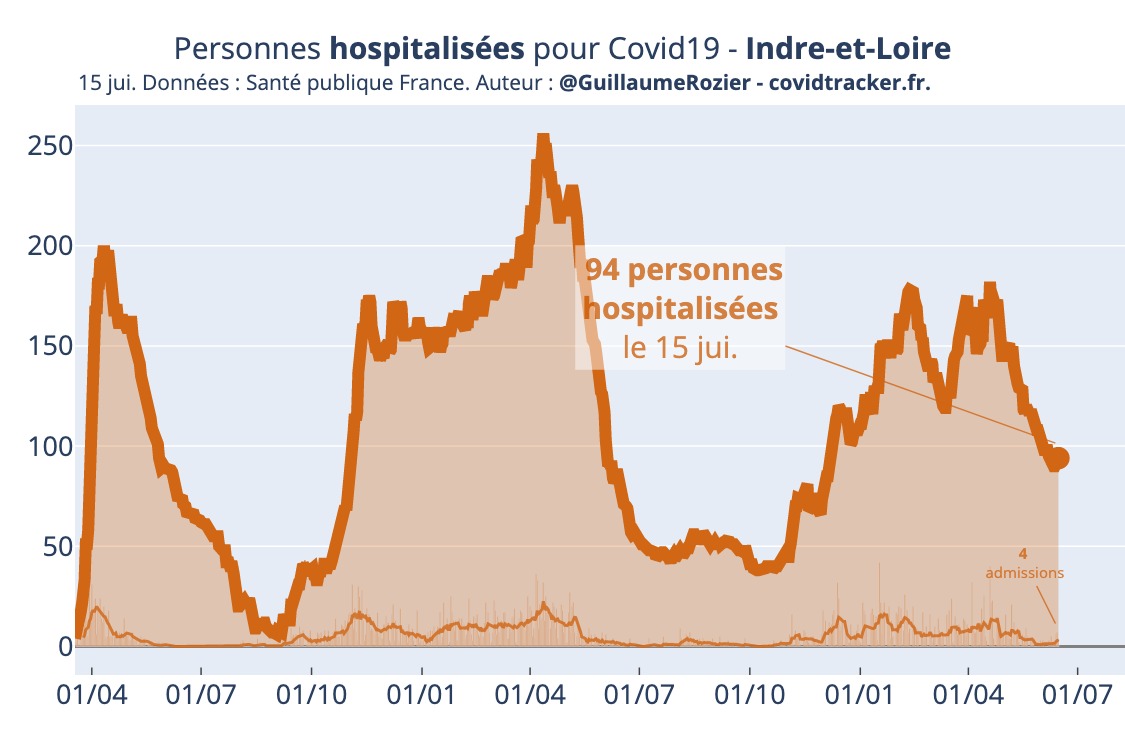 Personnes hospitalisées pour Covid19 - Indre-et-Loire
15 jui. Données : Santé publique France. Auteur : @GuillaumeRozier - covidtracker.fr.
250
200
94 personnes
hospitalisées
le 15 jui.
150
100
50
4
admissions
0
01/04 01/07 01/10 01/01 01/04 01/07 01/10 01/01 01/04 01/07